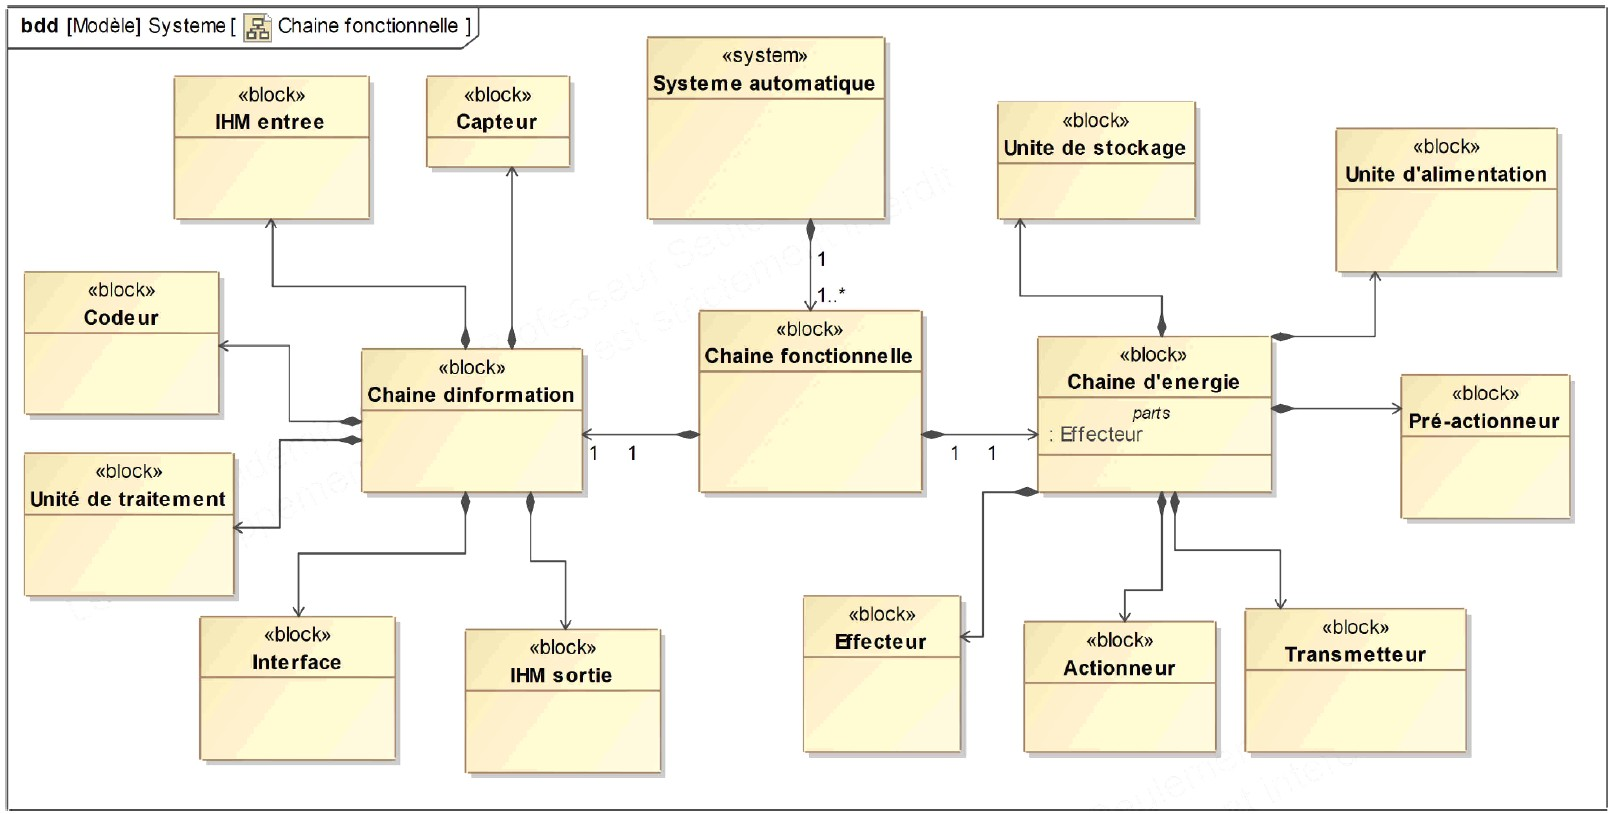 bdd [Modèle] Systeme [ Chaine fonctionnelle ]
«system»
Systeme automatique
«block»
IHM entree
«block»
Capteur
«block»
Unite de stockage
«block»
Unite d'alimentation
«block»
Codeur
1
1..*
«block»
Chaine dinformation
«block»
Chaine fonctionnelle
«block»
Chaine d'energie
parts
: Effecteur
«block»
Pré-actionneur
1 1
1 1
«block»
Unité de traitement
«block»
Interface
«block»
IHM sortie
«block»
Effecteur
«block»
Actionneur
«block»
Transmetteur